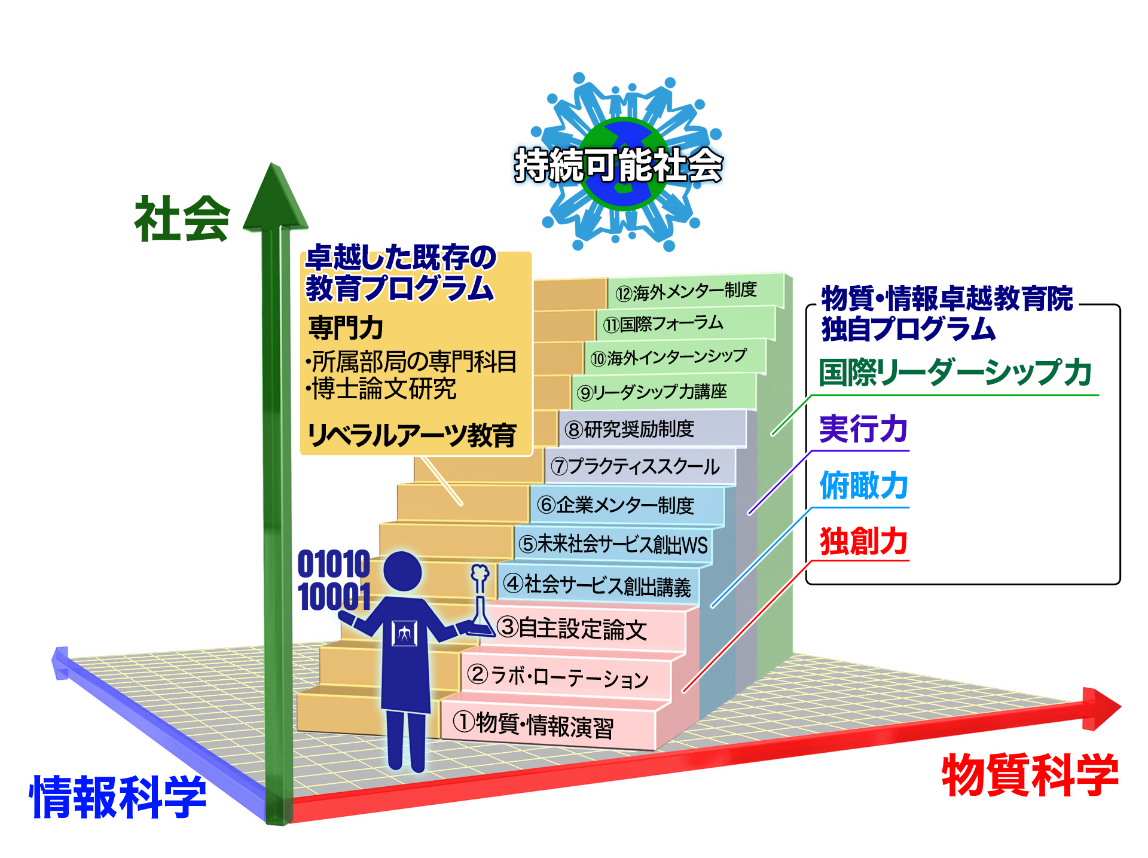 持続可能社会
社会
卓越した既存の
教育プログラム
専門力
・所属部局の専門科目
・博士論文研究
リベラルアーツ教育
⑫海外メンター制度
⑪国際フォーラム
⑩海外インターンシップ
⑨リーダシップ力講座
⑧研究奨励制度
⑦プラクティススクール
⑥企業メンター制度
⑤未来社会サービス創出WS
④社会サービス創出講義
③自主設定論文
②ラボ・ローテーション
①物質・情報演習
物質・情報卓越教育院
独自プログラム
国際リーダーシップ力
実行力
俯瞰力
独創力
01010
10001
情報科学
物質科学